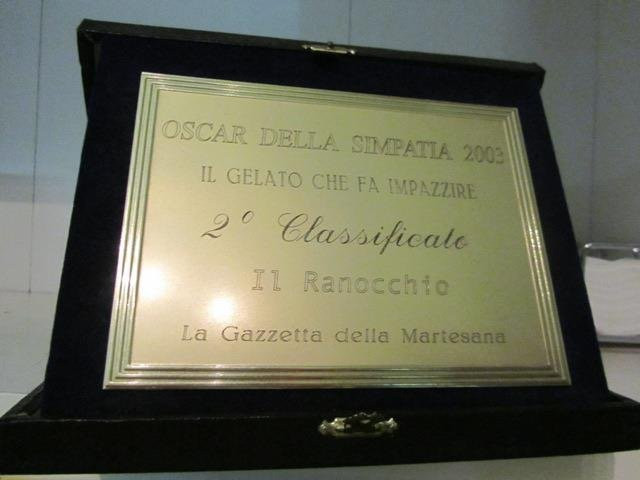 OSCAR DELLA SIMPATIA 2003
IL GELATO CHE FA IMPAZZIRE
2° Classificato
Il Ranocchio
La Gazzetta della Martesana